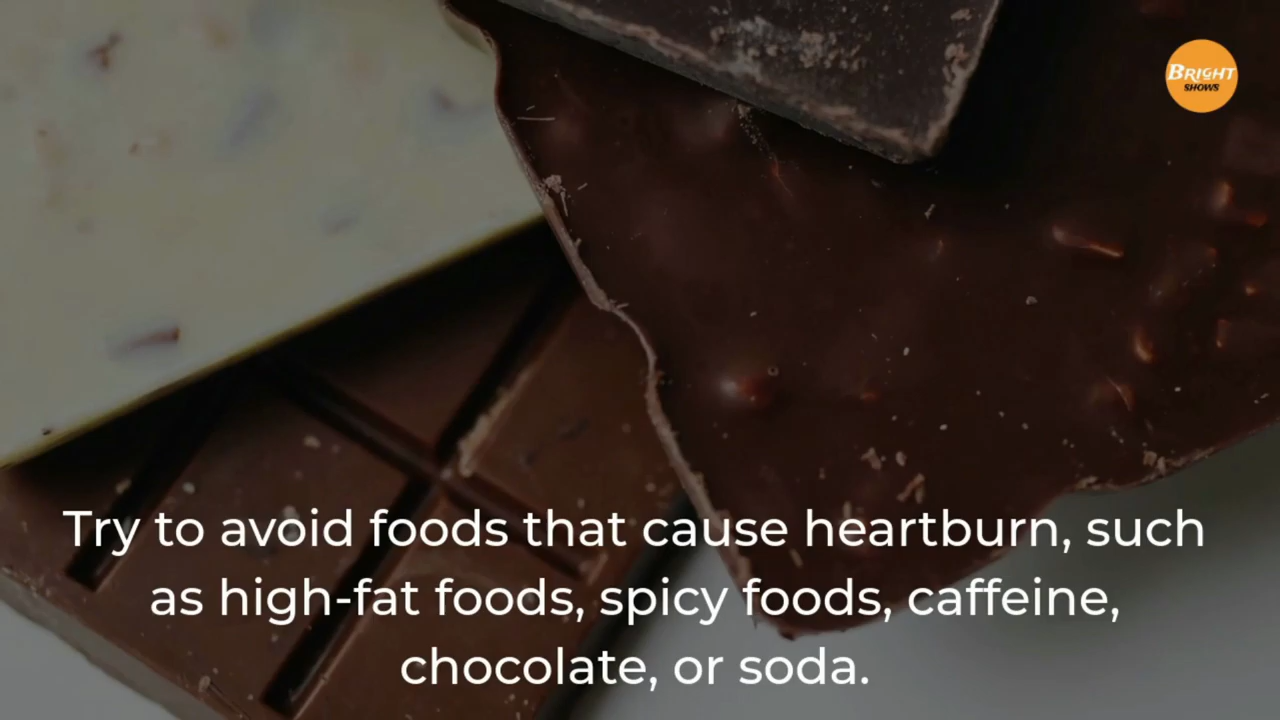 BRIGHT
SHOWS
Try to avoid foods that cause heartburn, such
as high-fat foods, spicy foods, caffeine,
chocolate, or soda.